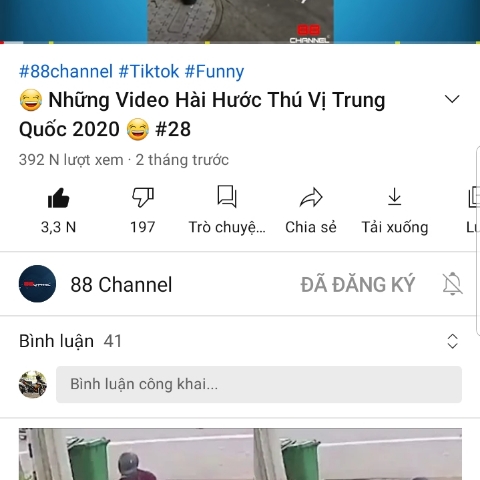 88
CHANNEL
#88channel #Tiktok #Funny
😂 Những Video Hài Hước Thú Vị Trung
Quốc 2020 😂 #28
392 N lượt xem · 2 tháng trước
3,3 N 197 Trò chuyệ... Chia sẻ Tải xuống Lư
88 Channel ĐÃ ĐĂNG KÝ
Bình luận 41
Bình luận công khai...